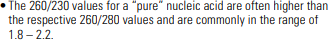 • The 260/230 values for a “pure” nucleic acid are often higher than
the respective 260/280 values and are commonly in the range of
1.8 – 2.2.